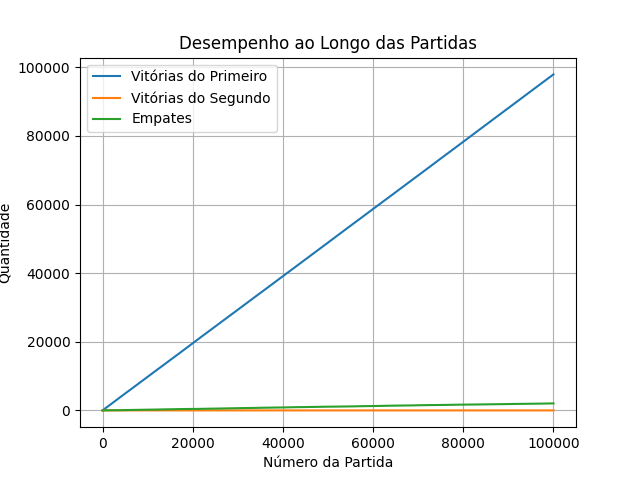 Desempenho ao Longo das Partidas
Vitórias do Primeiro
Vitórias do Segundo
Empates
Quantidade
100000
80000
60000
40000
20000
0
0 20000 40000 60000 80000 100000
Número da Partida